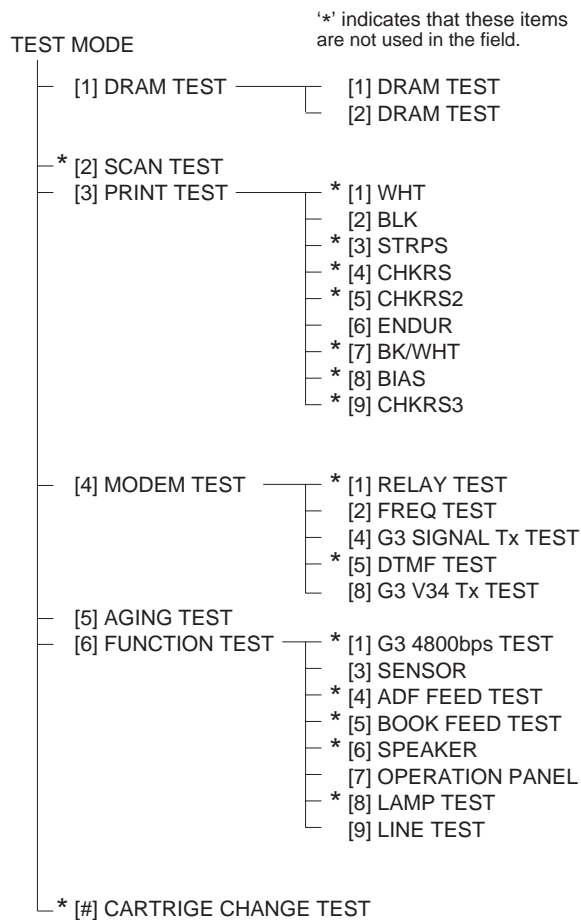 ‘*’ indicates that these items
are not used in the field.
TEST MODE
[1] DRAM TEST
[1] DRAM TEST
[2] DRAM TEST
* [2] SCAN TEST
[3] PRINT TEST
* [1] WHT
[2] BLK
* [3] STRPS
* [4] CHKRS
* [5] CHKRS2
[6] ENDUR
* [7] BK/WHT
* [8] BIAS
* [9] CHKRS3
[4] MODEM TEST
* [1] RELAY TEST
[2] FREQ TEST
[4] G3 SIGNAL Tx TEST
* [5] DTMF TEST
[8] G3 V34 Tx TEST
[5] AGING TEST
[6] FUNCTION TEST
* [1] G3 4800bps TEST
[3] SENSOR
* [4] ADF FEED TEST
* [5] BOOK FEED TEST
* [6] SPEAKER
[7] OPERATION PANEL
* [8] LAMP TEST
[9] LINE TEST
* [#] CARTRIGE CHANGE TEST